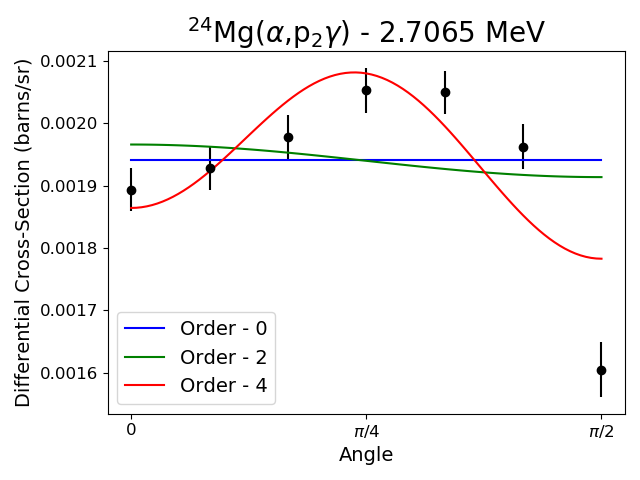 ²⁴Mg(α,p₂γ) - 2.7065 MeV
Differential Cross-Section (barns/sr)
0.0021
0.0020
0.0019
0.0018
0.0017
0.0016
Order - 0
Order - 2
Order - 4
0
π/4
π/2
Angle